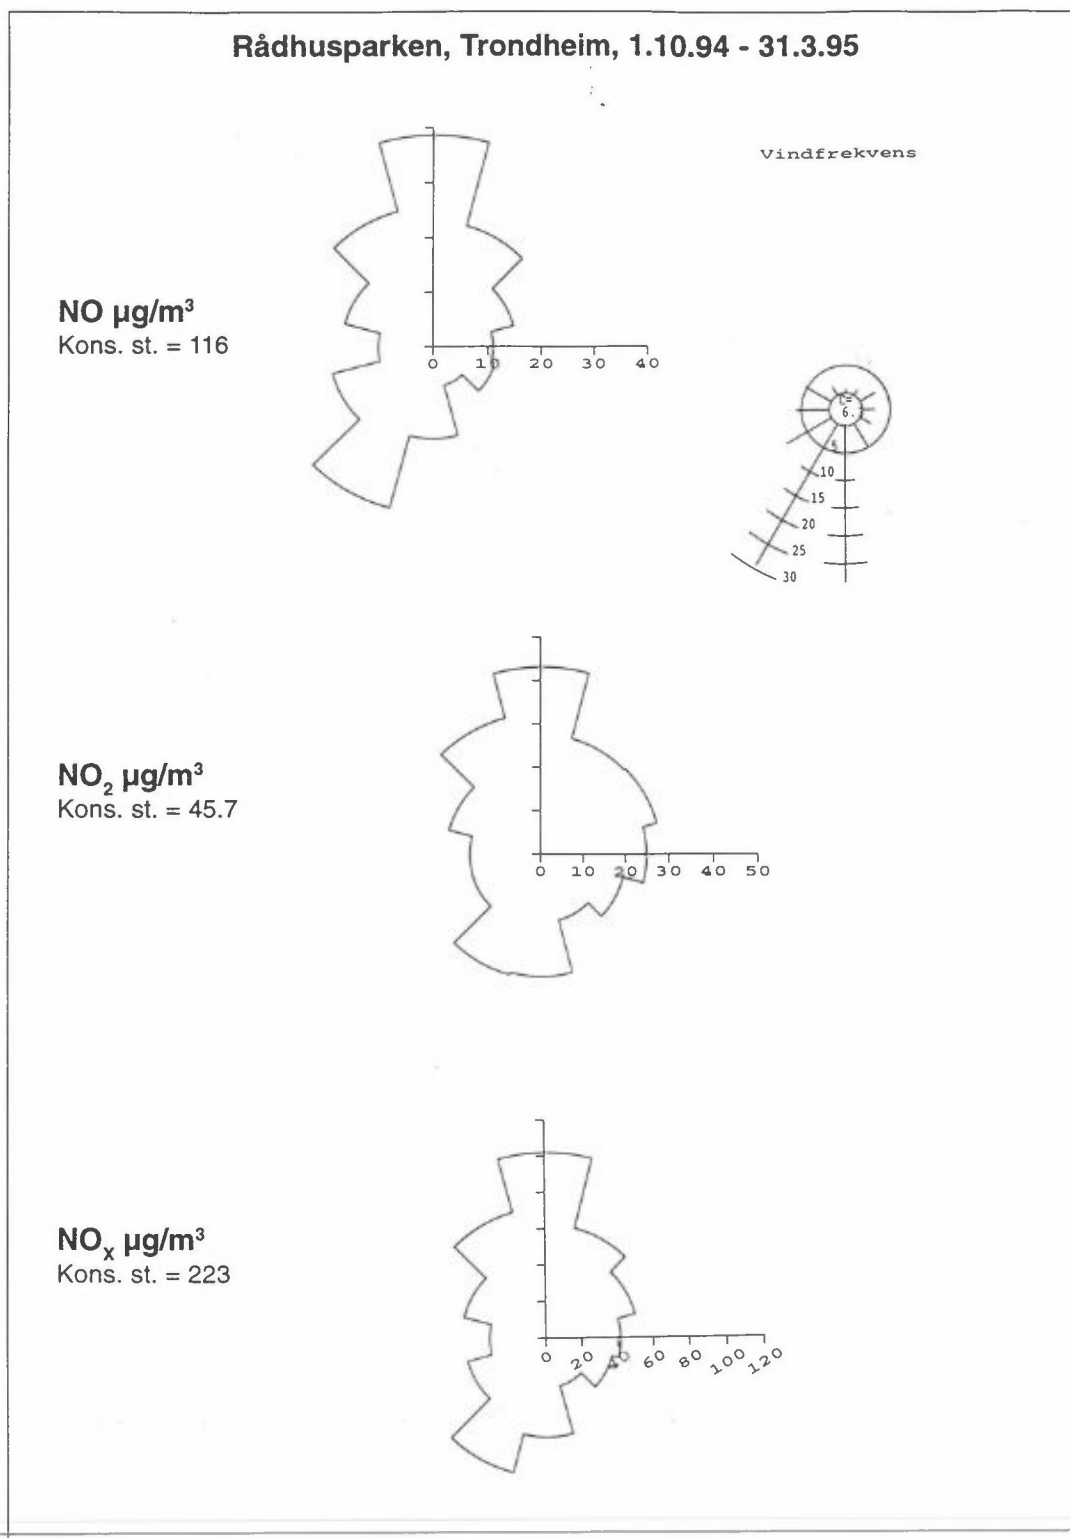 Rådhusparken, Trondheim, 1.10.94 - 31.3.95
Vindfrekvens
NO µg/m³
Kons. st. = 116
0 10 20 30 40
C=
6.
5
10
15
20
25
30
NO₂ µg/m³
Kons. st. = 45.7
0 10 20 30 40 50
NOₓ µg/m³
Kons. st. = 223
0 20 40 60 80 100 120